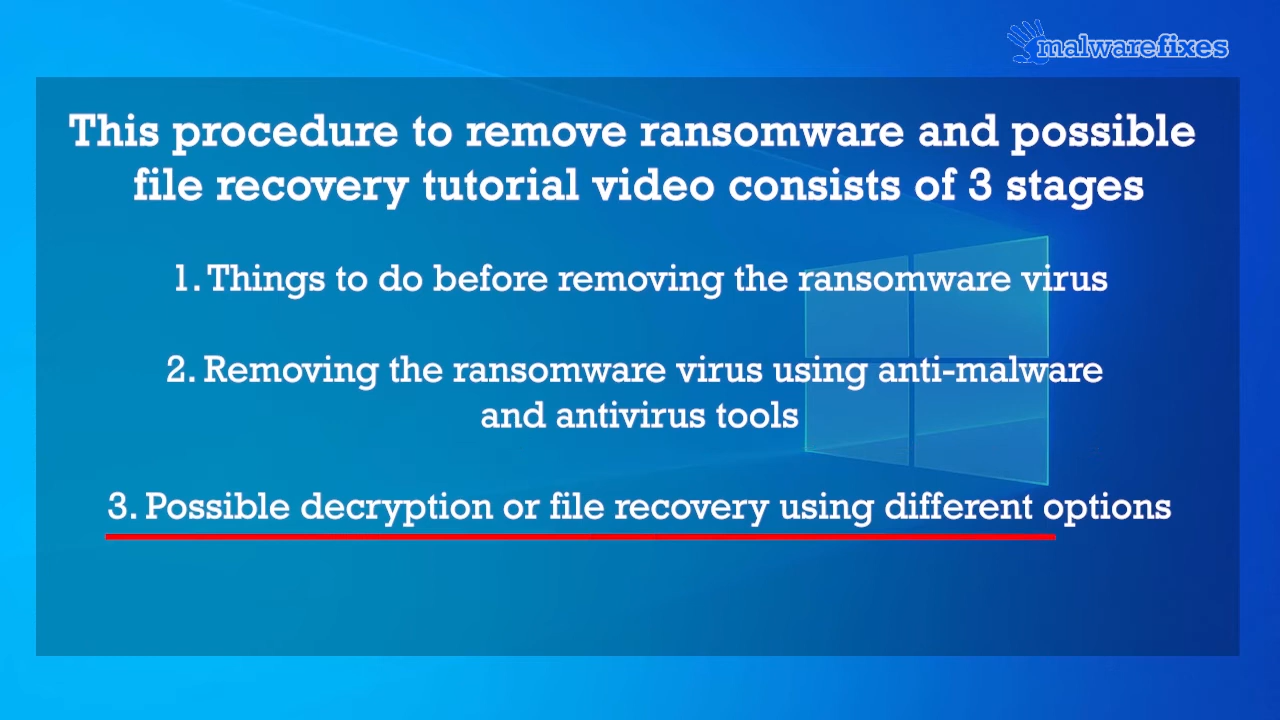 malwarefixes
This procedure to remove ransomware and possible
file recovery tutorial video consists of 3 stages
1. Things to do before removing the ransomware virus
2. Removing the ransomware virus using anti-malware
and antivirus tools
3. Possible decryption or file recovery using different options